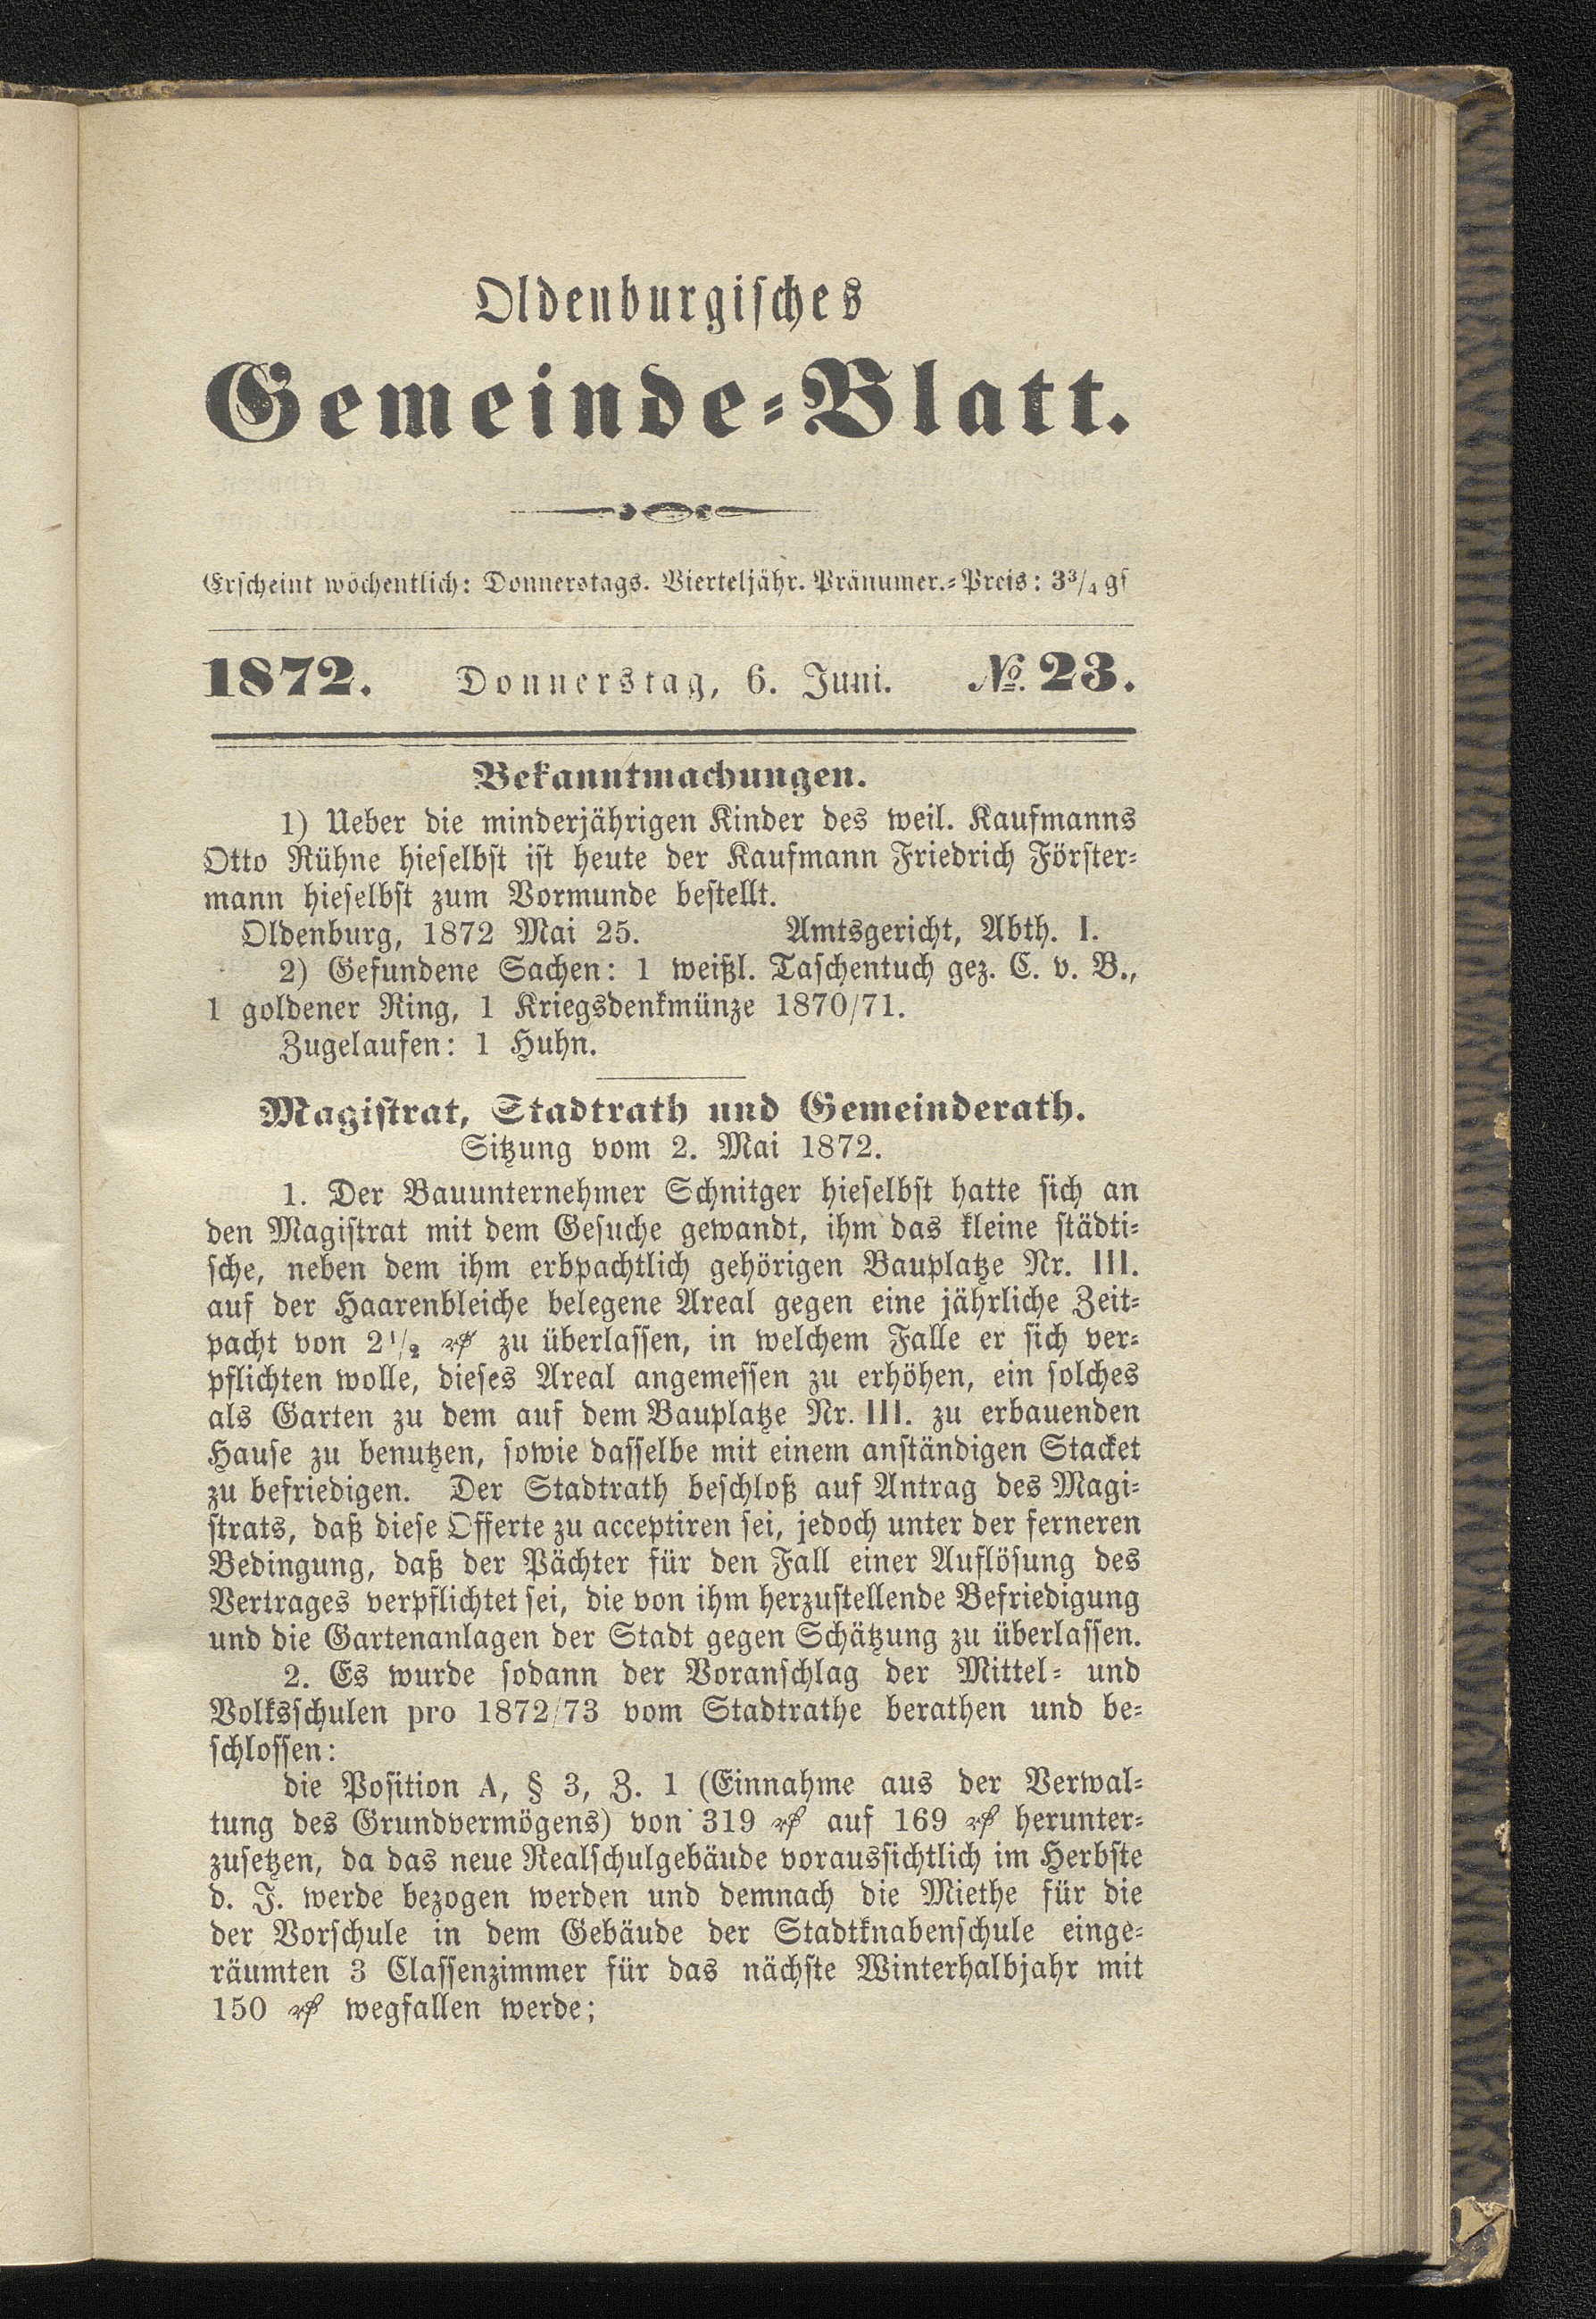 Oldenburgisches
Gemeinde-Blatt.
Erscheint wöchentlich: Donnerstags. Vierteljähr. Pränumer.-Preis: 3¾ gs
1872. Donnerstag, 6. Juni. №. 23.
Bekanntmachungen.
1) Ueber die minderjährigen Kinder des weil. Kaufmanns
Otto Rühne hieselbst ist heute der Kaufmann Friedrich Förster-
mann hieselbst zum Vormunde bestellt.
Oldenburg, 1872 Mai 25. Amtsgericht, Abth. I.
2) Gefundene Sachen: 1 weißl. Taschentuch gez. C. v. B.,
1 goldener Ring, 1 Kriegsdenkmünze 1870/71.
Zugelaufen: 1 Huhn.
Magistrat, Stadtrath und Gemeinderath.
Sitzung vom 2. Mai 1872.
1. Der Bauunternehmer Schnitger hieselbst hatte sich an
den Magistrat mit dem Gesuche gewandt, ihm das kleine städti-
sche, neben dem ihm erbpachtlich gehörigen Bauplatze Nr. III.
auf der Haarenbleiche belegene Areal gegen eine jährliche Zeit-
pacht von 2½ ₰ zu überlassen, in welchem Falle er sich ver-
pflichten wolle, dieses Areal angemessen zu erhöhen, ein solches
als Garten zu dem auf dem Bauplatze Nr. III. zu erbauenden
Hause zu benutzen, sowie dasselbe mit einem anständigen Stacket
zu befriedigen. Der Stadtrath beschloß auf Antrag des Magi-
strats, daß diese Offerte zu acceptiren sei, jedoch unter der ferneren
Bedingung, daß der Pächter für den Fall einer Auflösung des
Vertrages verpflichtet sei, die von ihm herzustellende Befriedigung
und die Gartenanlagen der Stadt gegen Schätzung zu überlassen.
2. Es wurde sodann der Voranschlag der Mittel- und
Volksschulen pro 1872/73 vom Stadtrathe berathen und be-
schlossen:
die Position A, § 3, Z. 1 (Einnahme aus der Verwal-
tung des Grundvermögens) von 319 ₰ auf 169 ₰ herunter-
zusetzen, da das neue Realschulgebäude voraussichtlich im Herbste
d. J. werde bezogen werden und demnach die Miethe für die
der Vorschule in dem Gebäude der Stadtknabenschule einge-
räumten 3 Classenzimmer für das nächste Winterhalbjahr mit
150 ₰ wegfallen werde;